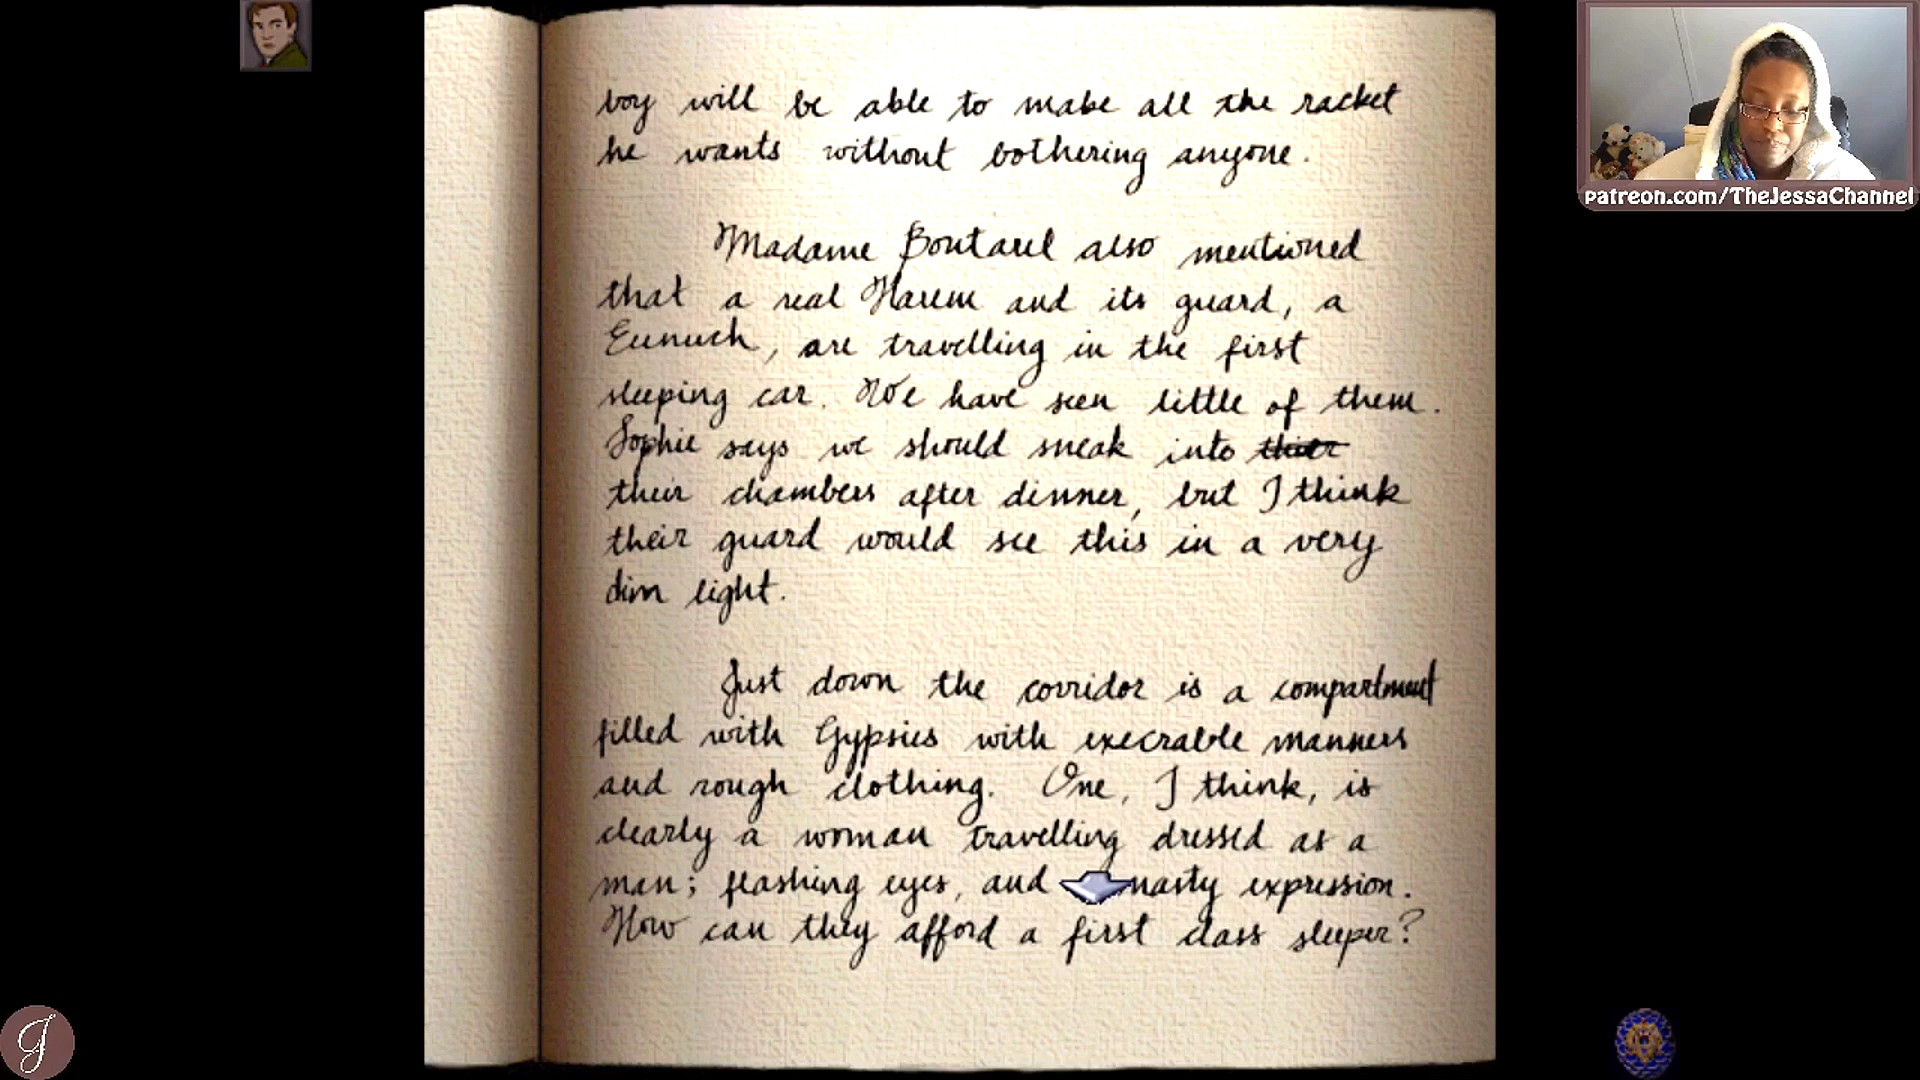 boy will be able to make all the racket
he wants without bothering anyone.
Madame Boutarel also mentioned
that a real Harem and its guard, a
Eunuch, are travelling in the first
sleeping car. We have seen little of them.
Sophie says we should sneak into thier
their chambers after dinner, but I think
their guard would see this in a very
dim light.
Just down the corridor is a compartment
filled with Gypsies with execrable manners
and rough clothing. One, I think, is
clearly a woman travelling dressed as a
man; flashing eyes, and nasty expression.
How can they afford a first class sleeper?
patreon.com/TheJessaChannel
J